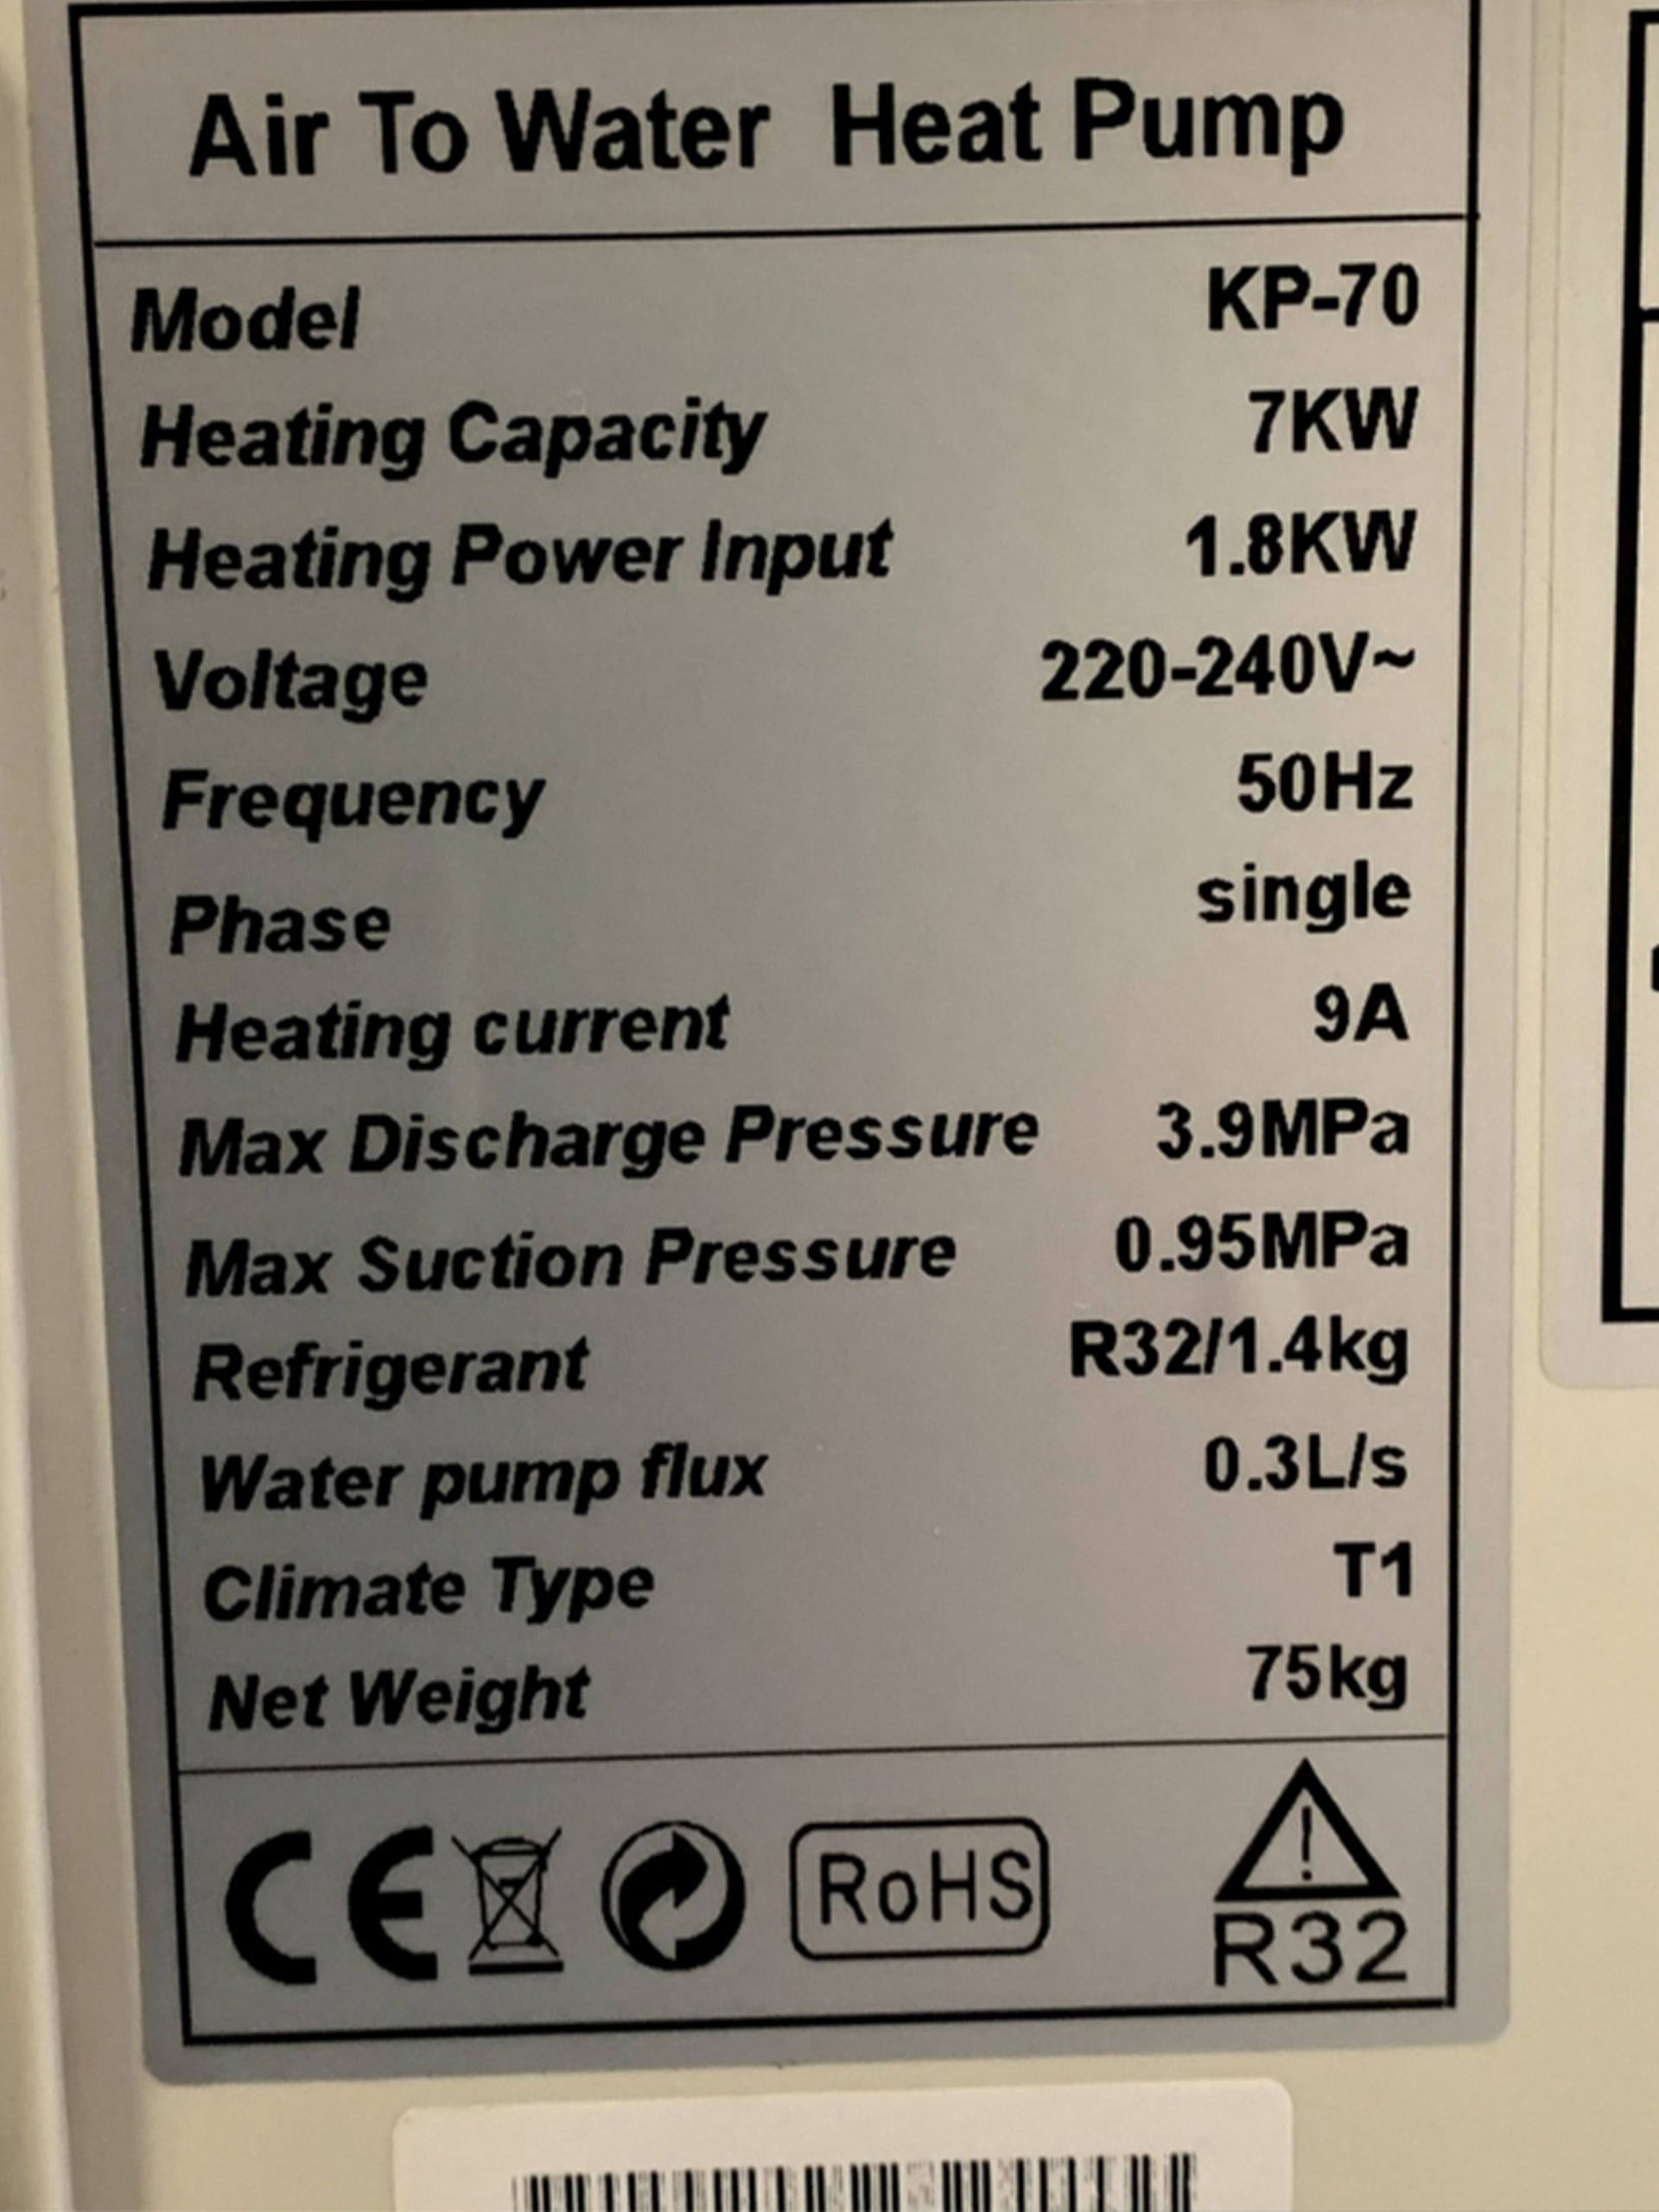 Air To Water Heat Pump
Model KP-70
Heating Capacity 7KW
Heating Power Input 1.8KW
Voltage 220-240V~
Frequency 50Hz
Phase single
Heating current 9A
Max Discharge Pressure 3.9MPa
Max Suction Pressure 0.95MPa
Refrigerant R32/1.4kg
Water pump flux 0.3L/s
Climate Type T1
Net Weight 75kg
CE RoHS !
R32